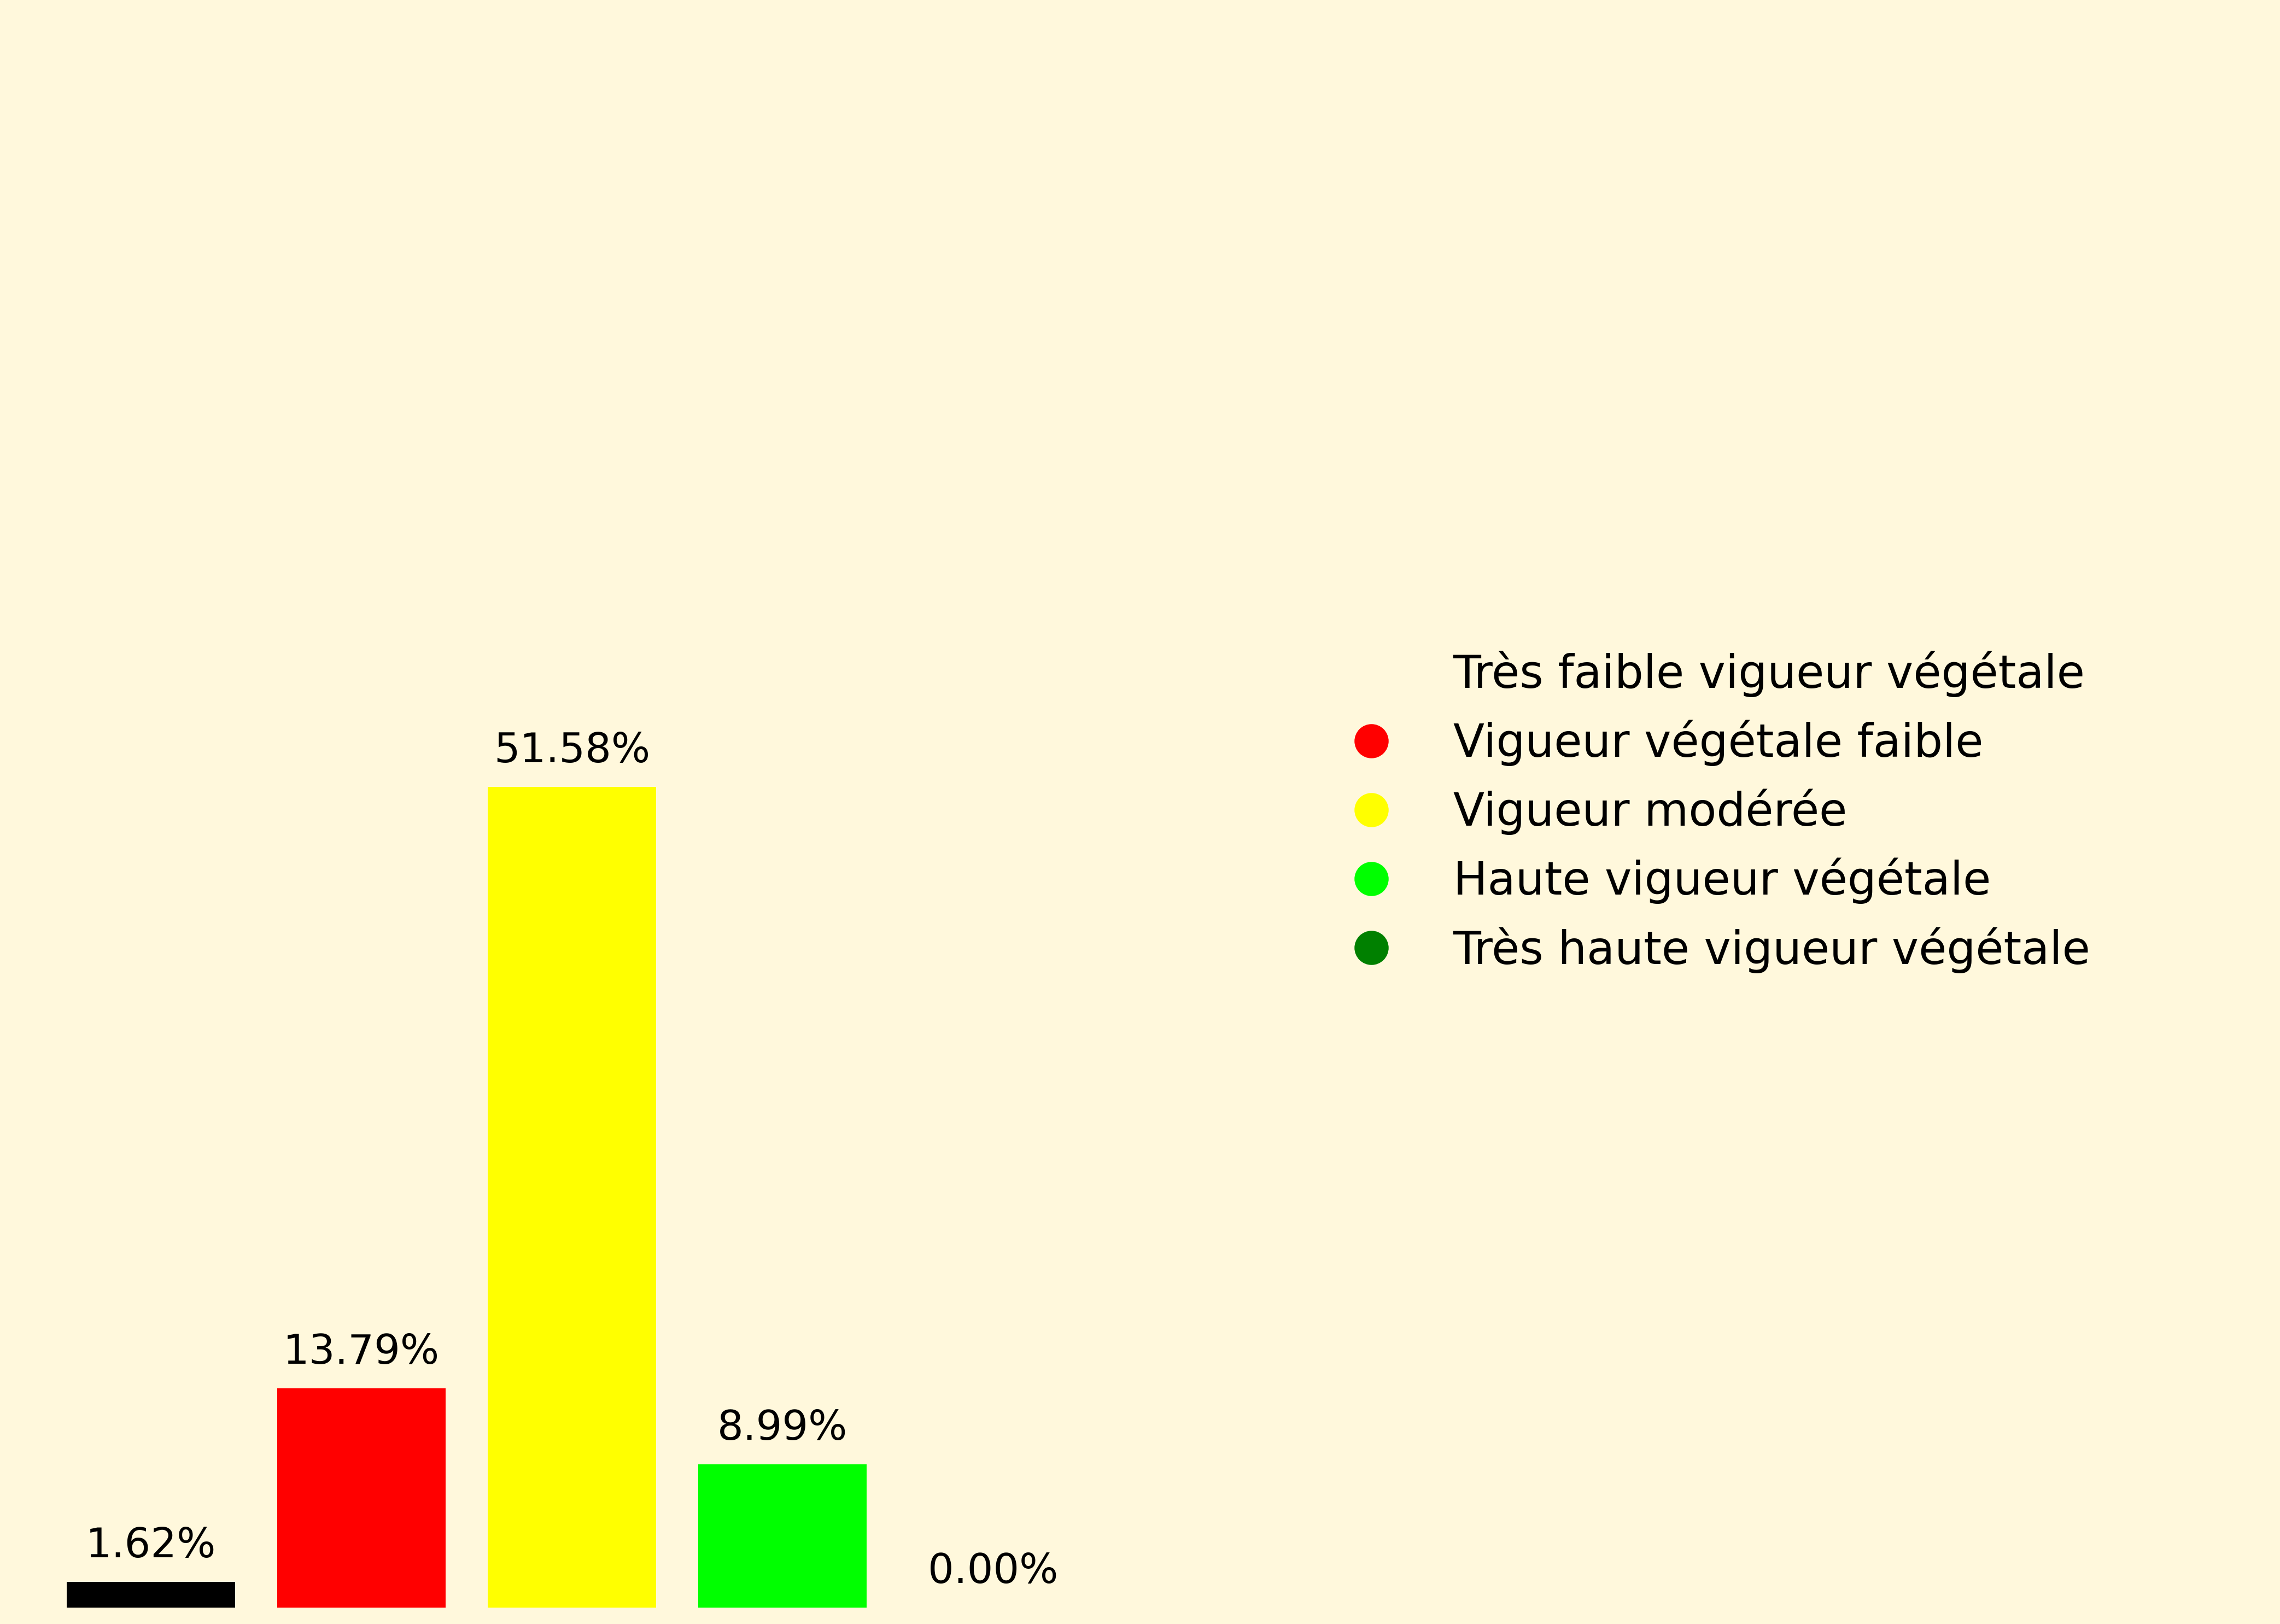 Très faible vigueur végétale
Vigueur végétale faible
Vigueur modérée
Haute vigueur végétale
Très haute vigueur végétale
51.58%
13.79%
8.99%
1.62%
0.00%